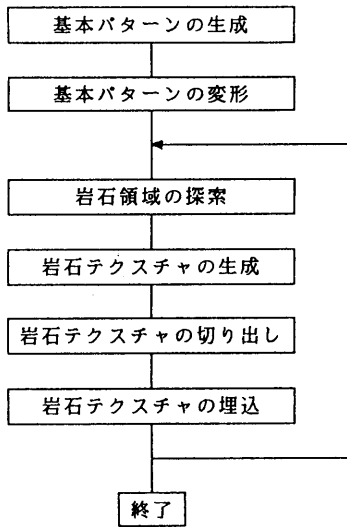 基本パターンの生成
基本パターンの変形
岩石領域の探索
岩石テクスチャの生成
岩石テクスチャの切り出し
岩石テクスチャの埋込
終了